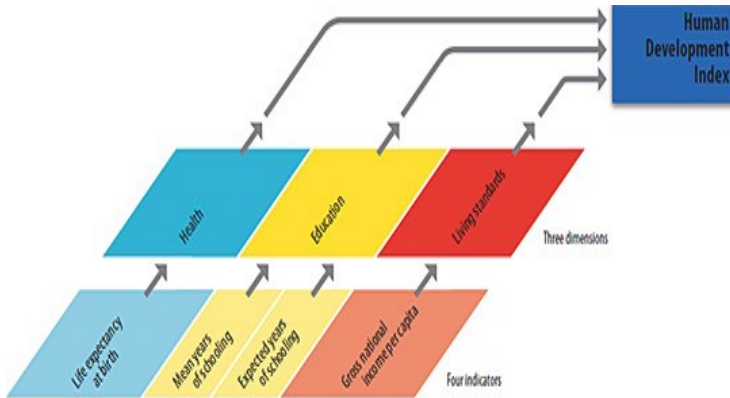 Human
Development
Index
Health
Education
Living standards
Three dimensions
Life expectancy
at birth
Mean years
of schooling
Expected years
of schooling
Gross national
income per capita
Four indicators